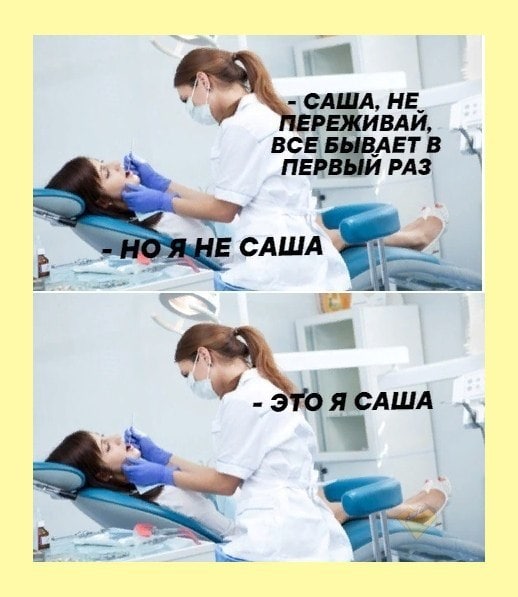 - САША, НЕ
ПЕРЕЖИВАЙ,
ВСЕ БЫВАЕТ В
ПЕРВЫЙ РАЗ
- НО Я НЕ САША
- ЭТО Я САША